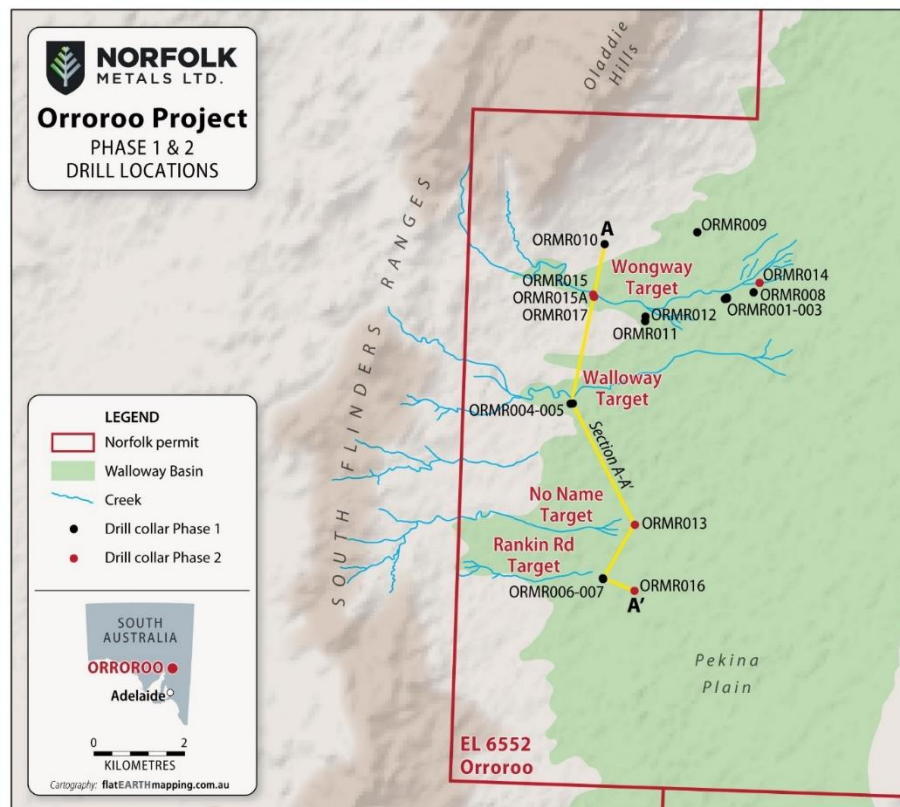 NORFOLK
METALS LTD.
Orroroo Project
PHASE 1 & 2
DRILL LOCATIONS
Oladdie
Hills
SOUTH FLINDERS RANGES
A
ORMR010
ORMR009
Wongway
Target
ORMR015
ORMR015A
ORMR017
ORMR014
ORMR008
ORMR001-003
ORMR012
ORMR011
Walloway
Target
ORMR004-005
Section A-A'
No Name
Target
ORMR013
Rankin Rd
Target
ORMR006-007
ORMR016
A'
Pekina
Plain
EL 6552
Orroroo
LEGEND
Norfolk permit
Walloway Basin
Creek
Drill collar Phase 1
Drill collar Phase 2
SOUTH
AUSTRALIA
ORROROO
Adelaide
0 2
KILOMETRES
Cartography: flatEARTHmapping.com.au